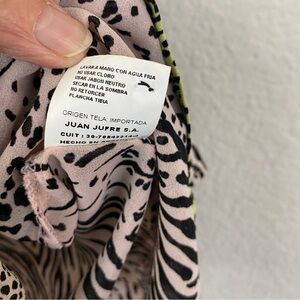 LAVAR A MANO CON AGUA FRIA
NO USAR CLORO
USAR JABON NEUTRO
SECAR EN LA SOMBRA
NO RETORCER
PLANCHA TIBIA
ORIGEN TELA: IMPORTADA
JUAN JUFRE S.A.
CUIT :
HECHO EN